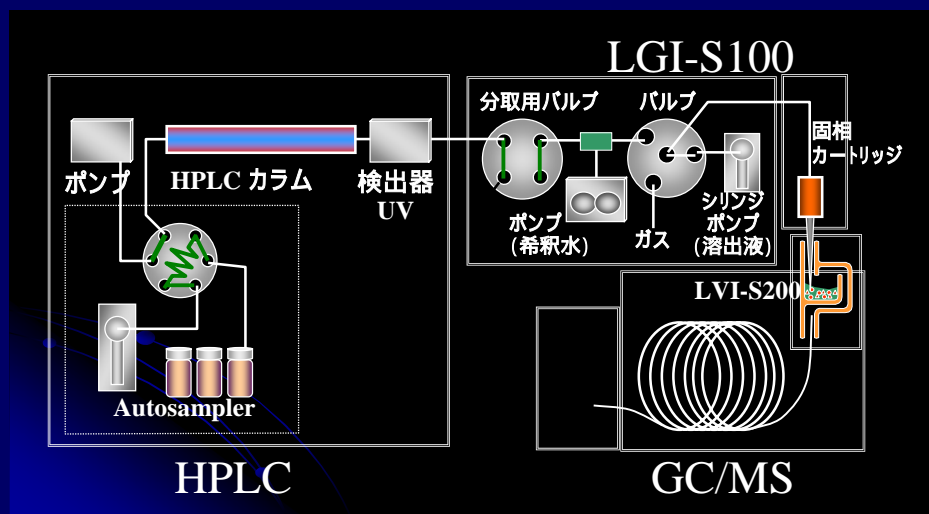 LGI-S100
分取用バルブ
バルブ
固相
カートリッジ
ポンプ
HPLC カラム
検出器
UV
シリンジ
ポンプ
(溶出液)
ポンプ
(希釈水)
ガス
LVI-S200
Autosampler
HPLC
GC/MS